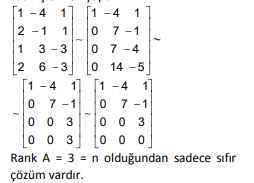 [1 -4 1] [1 -4 1]
[2 -1 1] [0 7 -1]
[1 3 -3] ~ [0 7 -4] ~
[2 6 -3] [0 14 -5]
[1 -4 1] [1 -4 1]
[0 7 -1] [0 7 -1]
~ [0 0 3] ~ [0 0 3]
[0 0 3] [0 0 0]
Rank A = 3 = n olduğundan sadece sıfır
çözüm vardır.